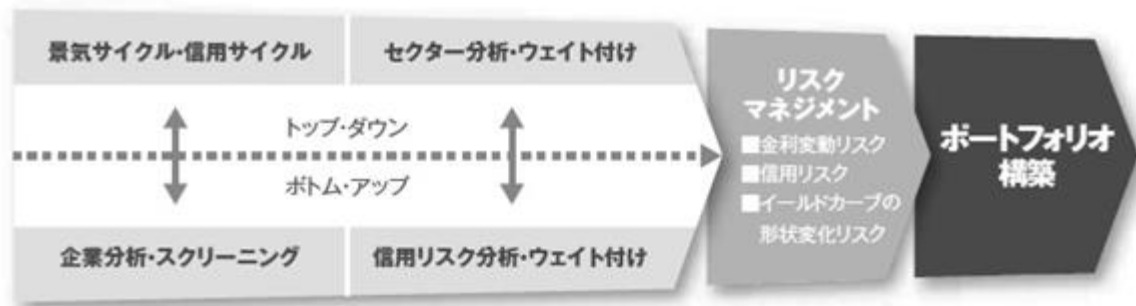 景気サイクル・信用サイクル
セクター分析・ウェイト付け
トップ・ダウン
ボトム・アップ
企業分析・スクリーニング
信用リスク分析・ウェイト付け
リスク
マネジメント
■金利変動リスク
■信用リスク
■イールドカーブの
形状変化リスク
ポートフォリオ
構築